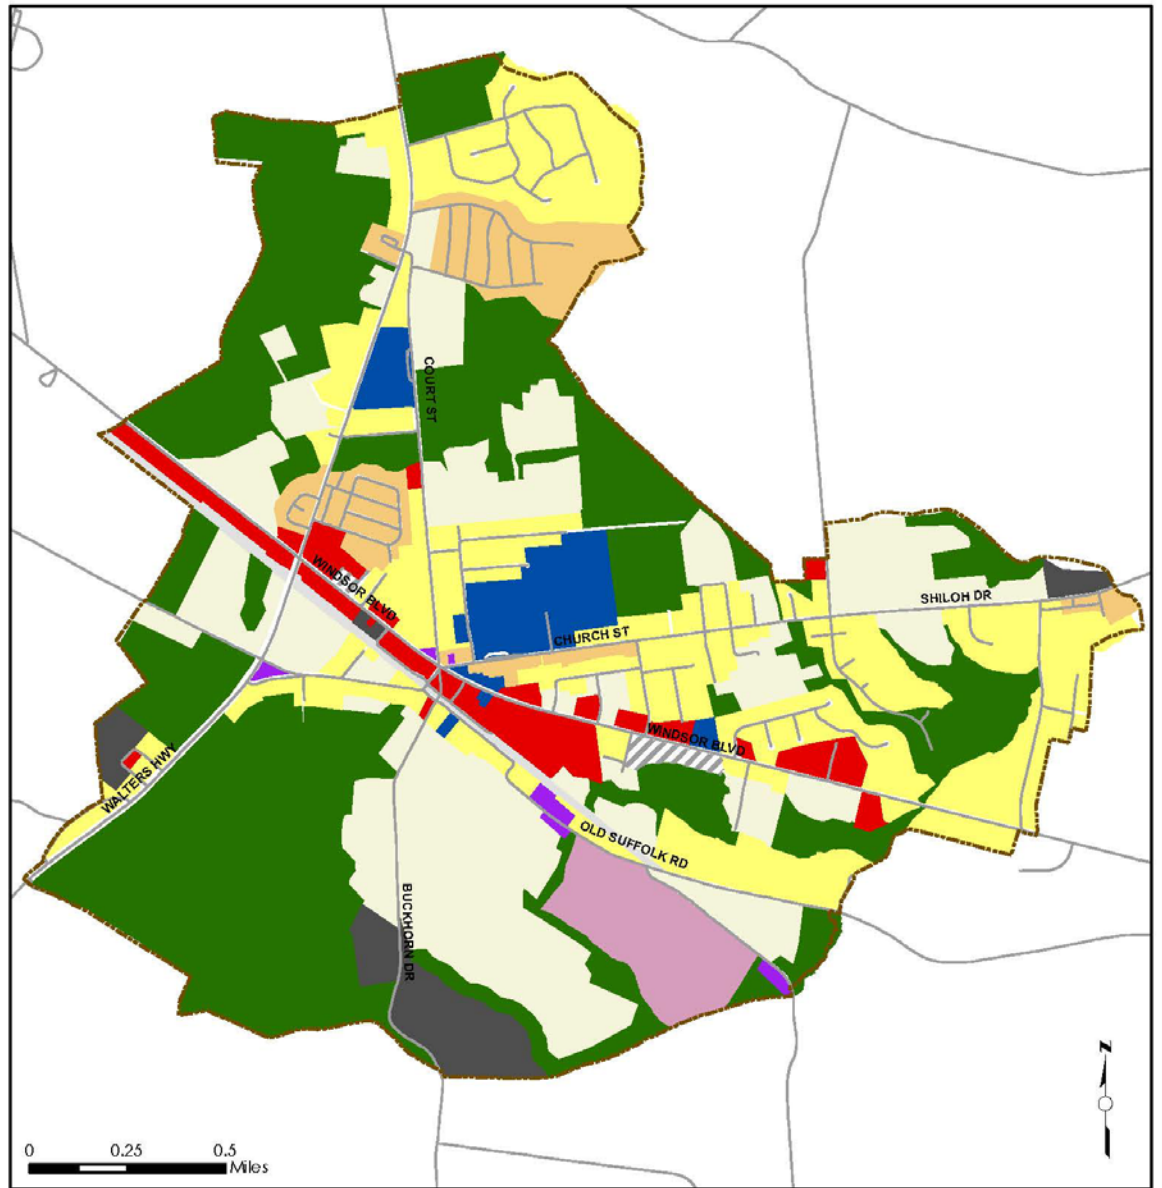 COURT ST
WINDSOR BLVD
SHILOH DR
CHURCH ST
WINDSOR BLVD
WALTERS HWY
OLD SUFFOLK RD
BUCKHORN DR
N
0 0.25 0.5
Miles